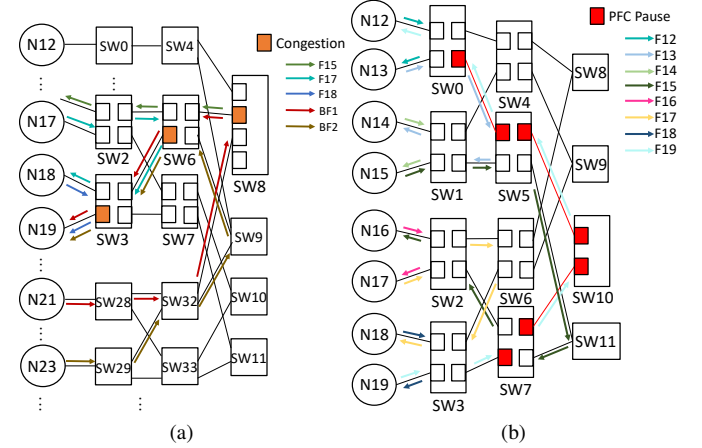 N12
SW0
SW4
Congestion
F15
F17
F18
BF1
BF2
⋮
⋮
N17
SW2
SW6
SW8
N18
N19
SW3
SW7
SW9
⋮
N21
SW28
SW32
SW10
⋮
N23
SW29
SW33
SW11
⋮
⋮
(a)
PFC Pause
F12
F13
F14
F15
F16
F17
F18
F19
N12
N13
SW0
SW4
SW8
N14
N15
SW1
SW5
SW9
N16
N17
SW2
SW6
SW10
N18
N19
SW3
SW7
SW11
(b)